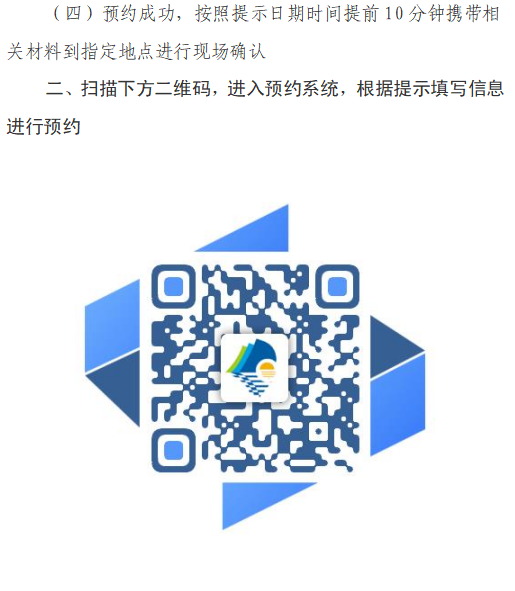 （四）预约成功，按照提示日期时间提前 10 分钟携带相
关材料到指定地点进行现场确认
二、扫描下方二维码，进入预约系统，根据提示填写信息
进行预约